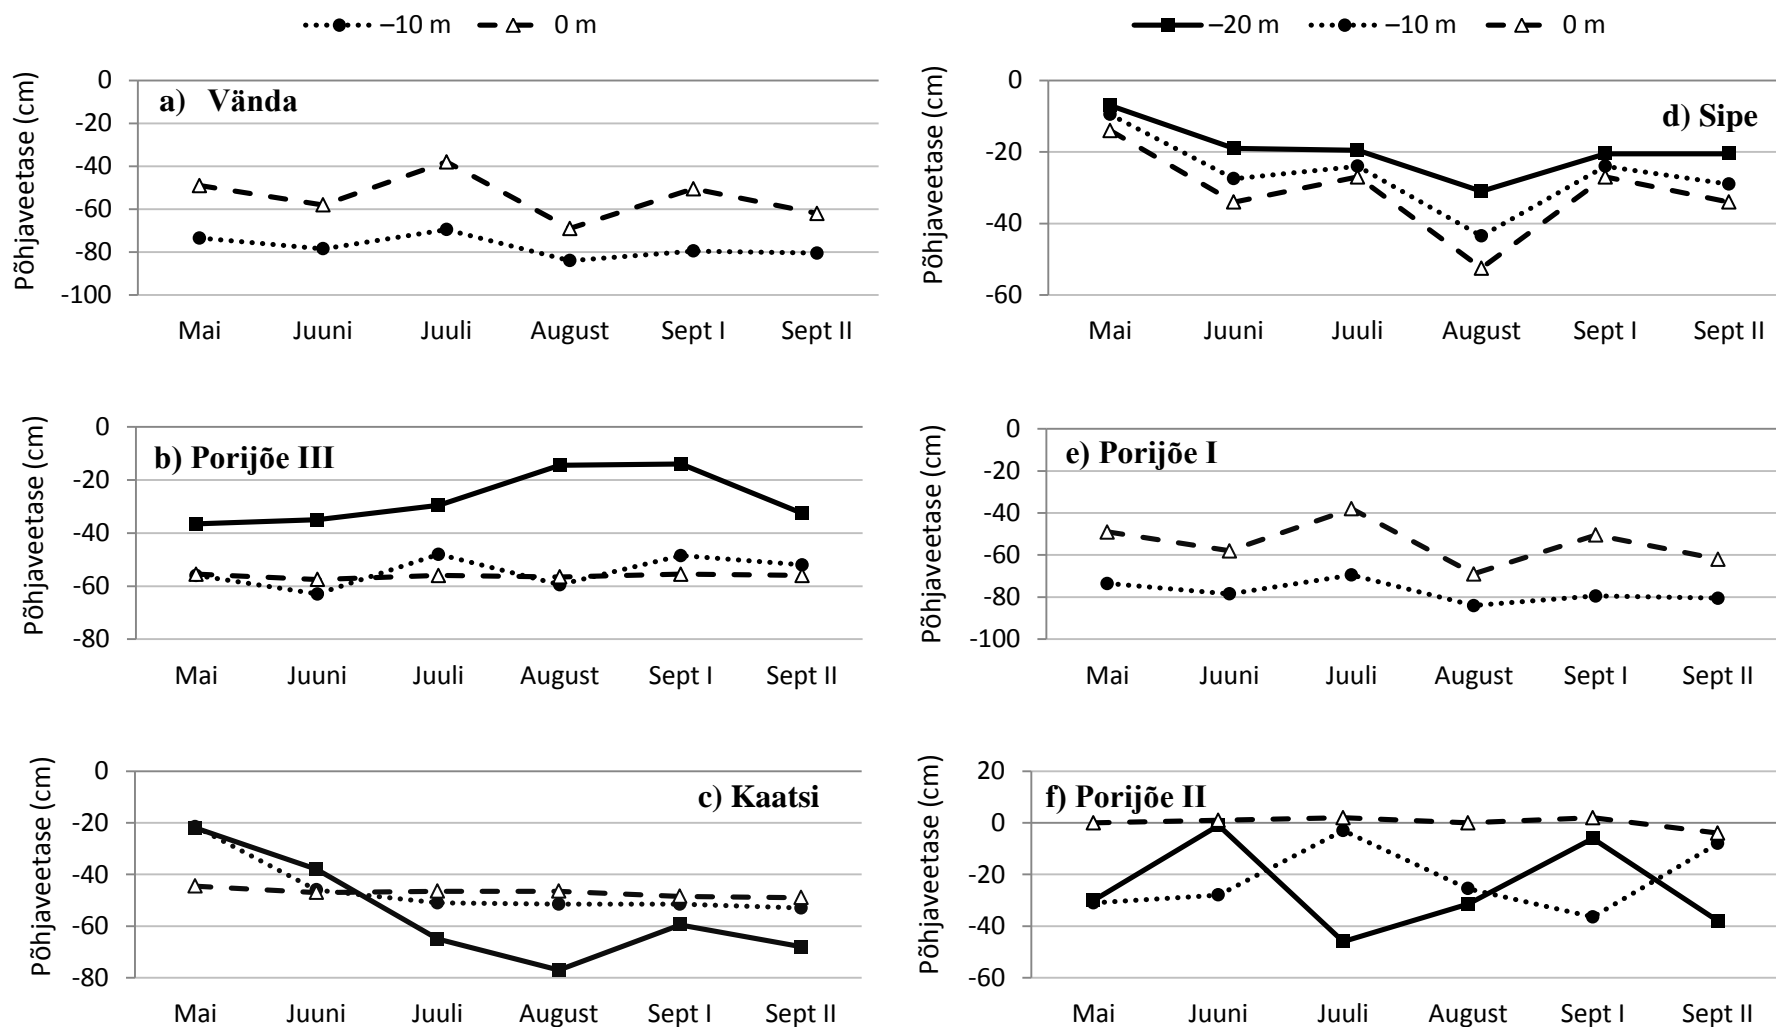 –10 m 0 m
–20 m –10 m 0 m
Põhjaveetase (cm)
0
-20
-40
-60
-80
-100
a) Vända
Mai Juuni Juuli August Sept I Sept II
Põhjaveetase (cm)
0
-20
-40
-60
d) Sipe
Mai Juuni Juuli August Sept I Sept II
Põhjaveetase (cm)
0
-20
-40
-60
-80
b) Porijõe III
Mai Juuni Juuli August Sept I Sept II
Põhjaveetase (cm)
0
-20
-40
-60
-80
-100
e) Porijõe I
Mai Juuni Juuli August Sept I Sept II
Põhjaveetase (cm)
0
-20
-40
-60
-80
c) Kaatsi
Mai Juuni Juuli August Sept I Sept II
Põhjaveetase (cm)
20
0
-20
-40
-60
f) Porijõe II
Mai Juuni Juuli August Sept I Sept II